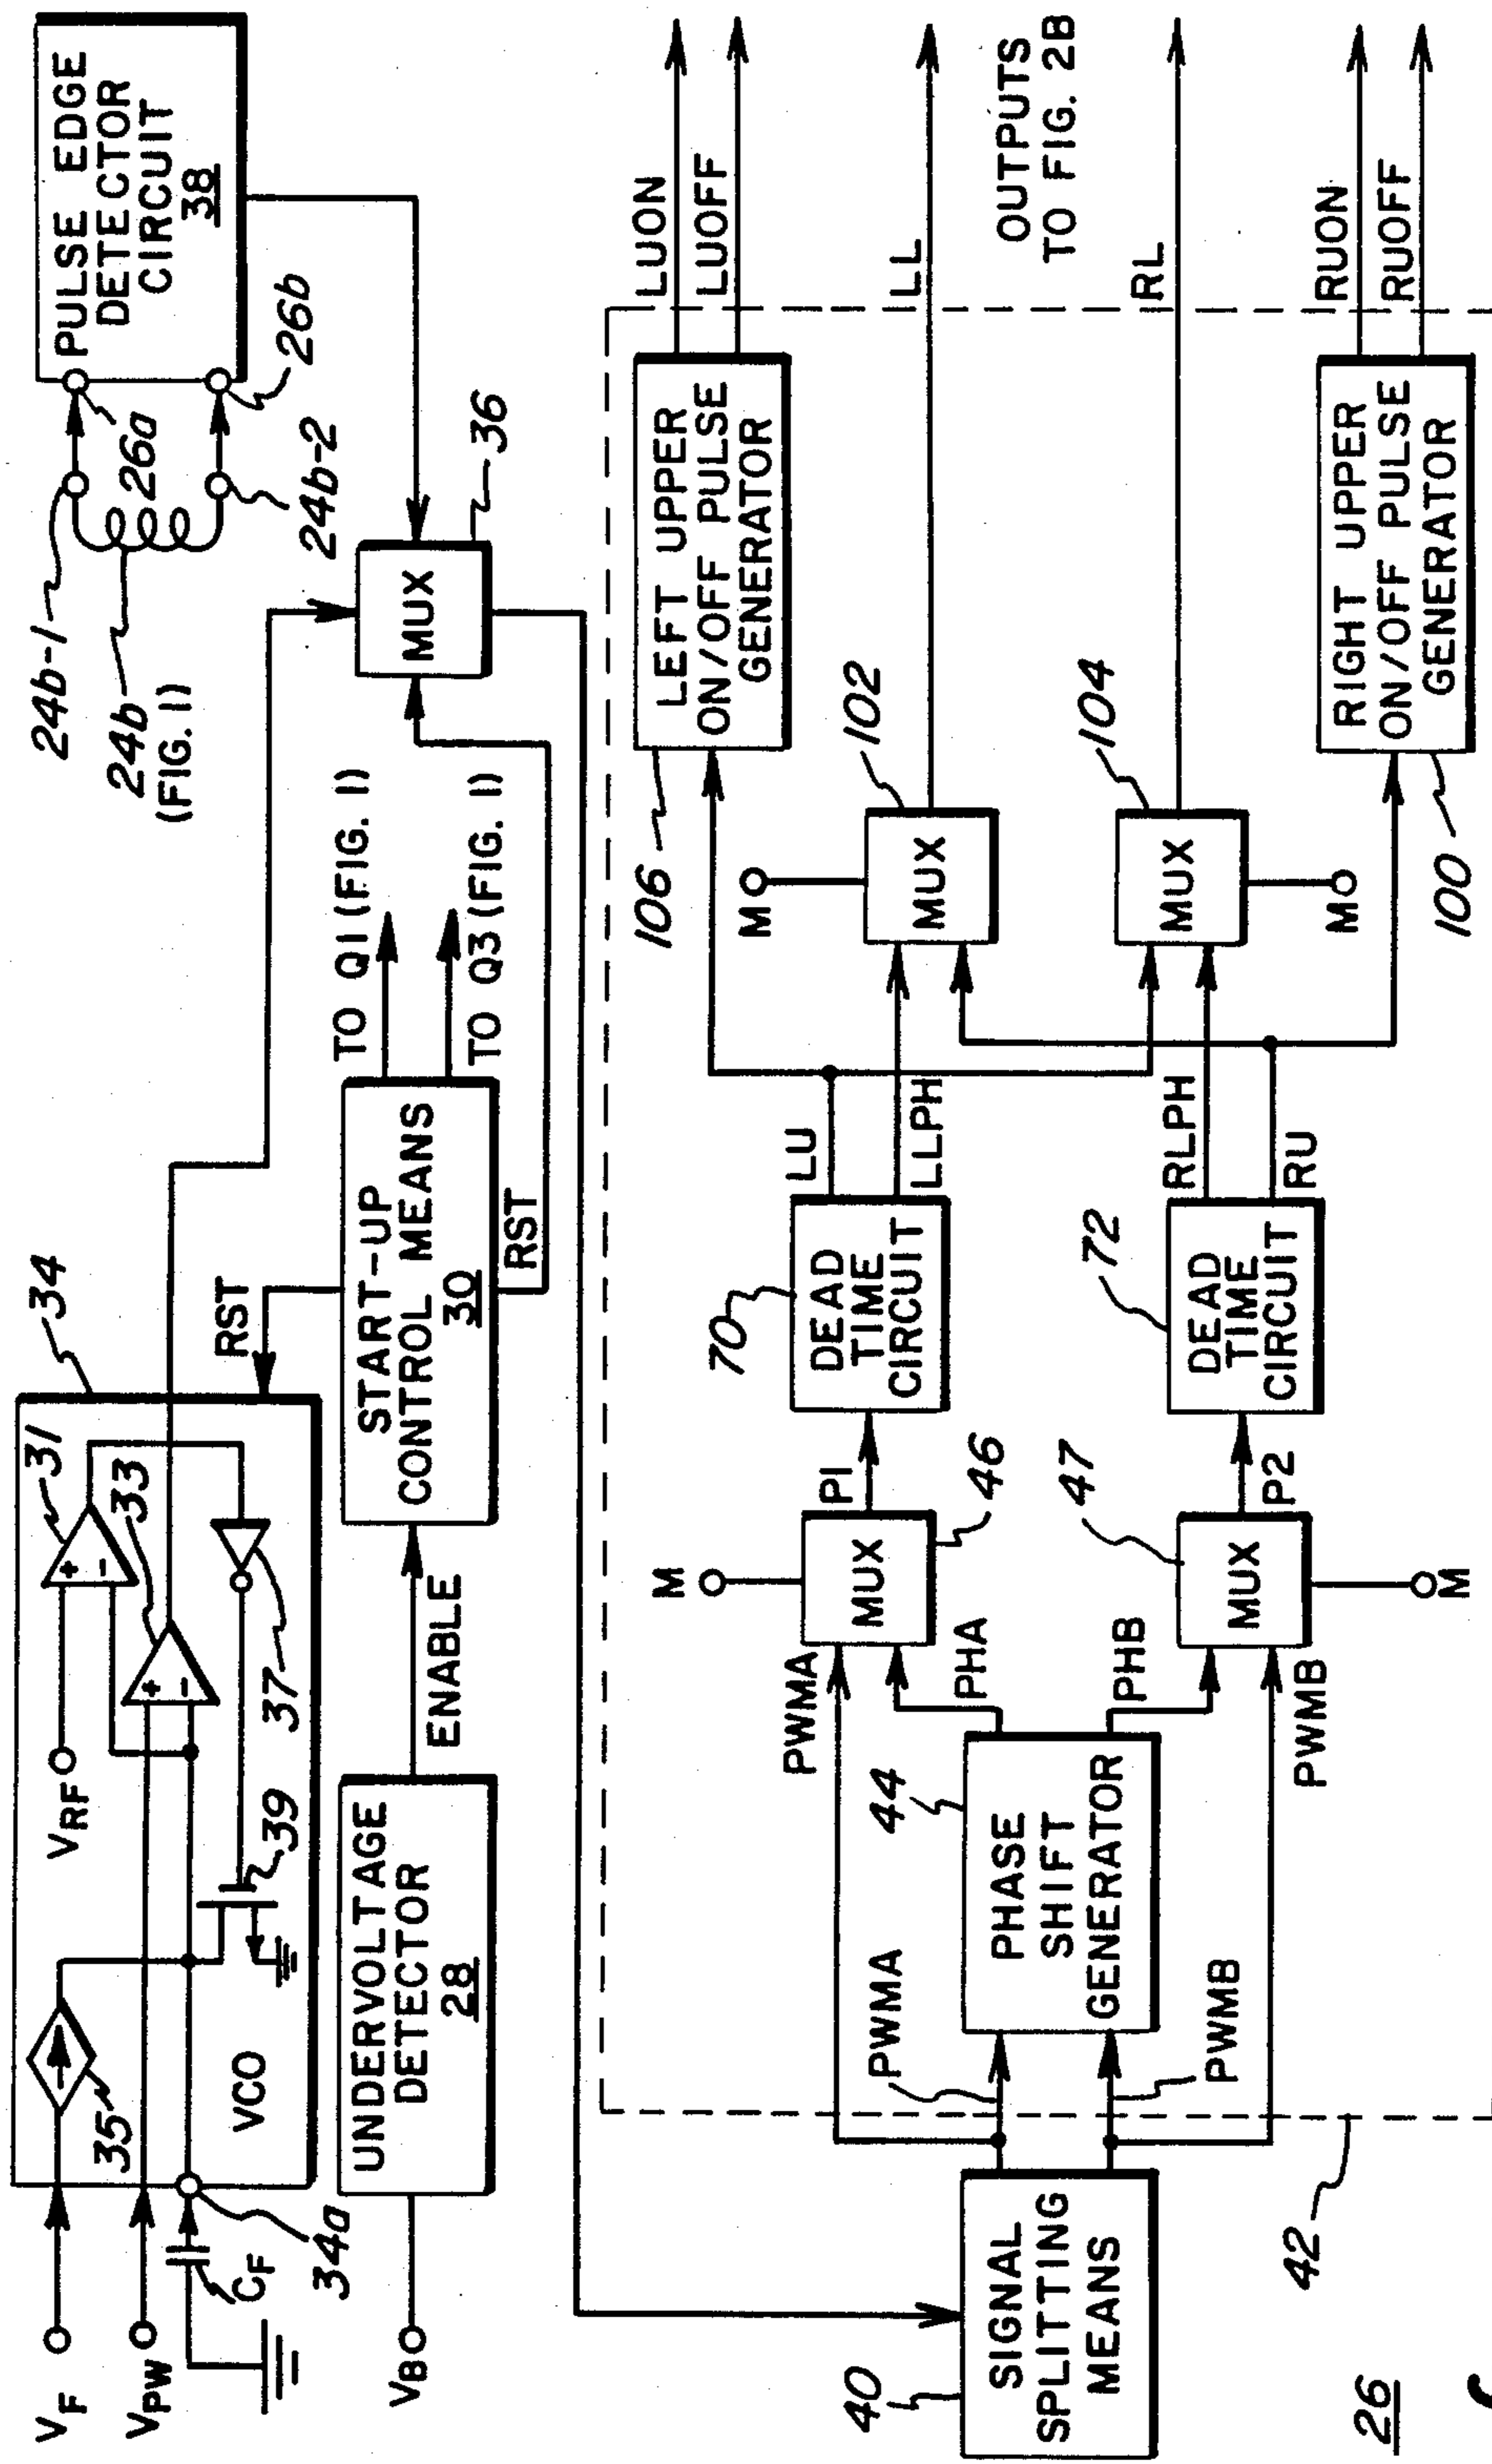 VF
VPW
CF
34a
35
VCO
VRF
31
33
37
39
34
RST
24b-1
24b
(FIG. 1)
26a
24b-2
26b
PULSE EDGE
DETECTOR
CIRCUIT
38
MUX
36
VB
UNDERVOLTAGE
DETECTOR
28
ENABLE
START-UP
CONTROL MEANS
30
RST
TO Q1 (FIG. 1)
TO Q3 (FIG. 1)
40
SIGNAL
SPLITTING
MEANS
42
PWMA
PWMB
44
PHASE
SHIFT
GENERATOR
PWMA
PHA
PHB
PWMB
M
MUX
46
47
MUX
M
P1
P2
70
DEAD
TIME
CIRCUIT
72
DEAD
TIME
CIRCUIT
LU
LLPH
RLPH
RU
106
LEFT UPPER
ON/OFF PULSE
GENERATOR
M
MUX
102
MUX
104
M
100
RIGHT UPPER
ON/OFF PULSE
GENERATOR
LUON
LUOFF
LL
OUTPUTS
TO FIG. 2B
RL
RUON
RUOFF
26